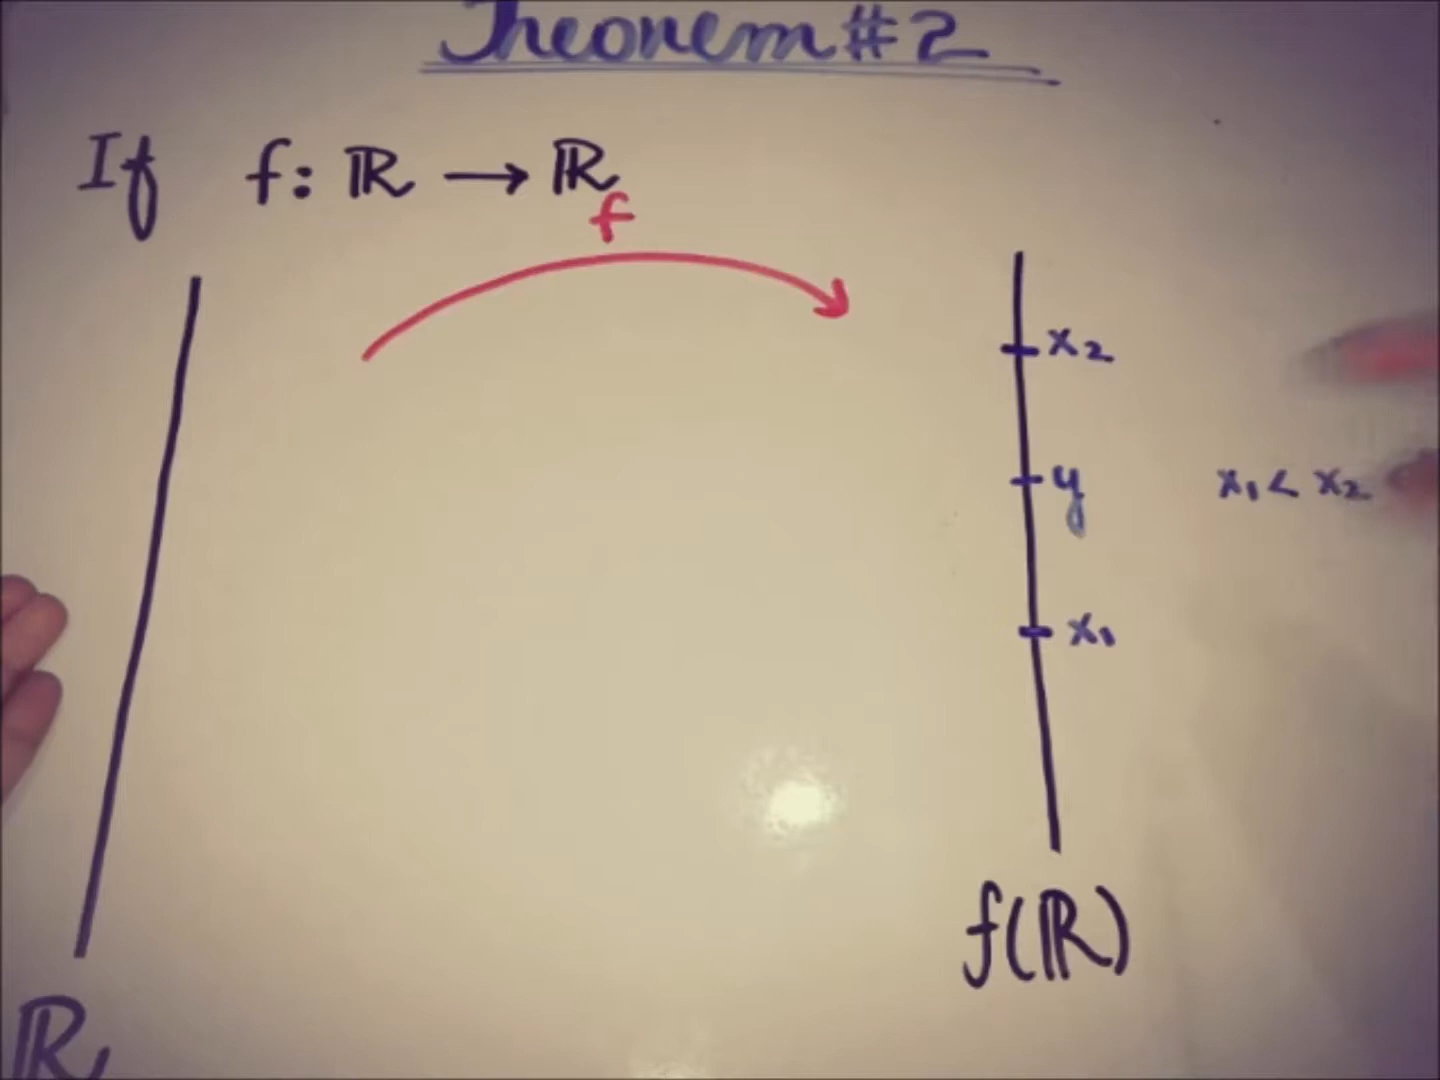 Theorem #2
If f: ℝ → ℝ
f
x₂
y
x₁ < x₂
x₁
f(ℝ)
ℝ